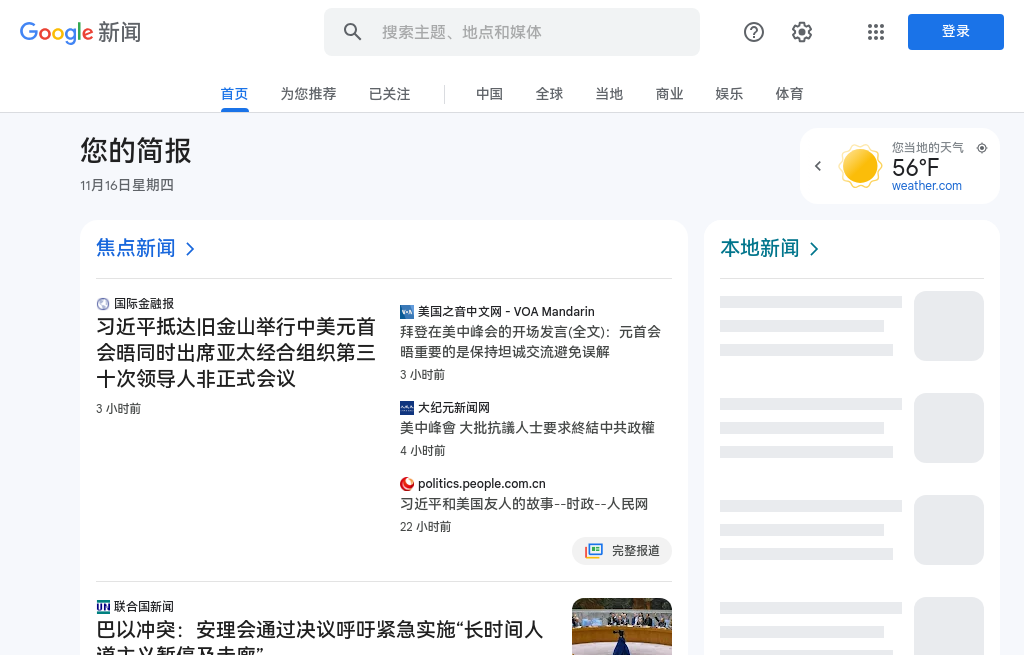 Google 新闻
搜索主题、地点和媒体
登录
首页
为您推荐
已关注
中国
全球
当地
商业
娱乐
体育
您的简报
11月16日星期四
您当地的天气
56°F
weather.com
焦点新闻
国际金融报
习近平抵达旧金山举行中美元首
会晤同时出席亚太经合组织第三
十次领导人非正式会议
3 小时前
美国之音中文网 - VOA Mandarin
拜登在美中峰会的开场发言(全文)：元首会
晤重要的是保持坦诚交流避免误解
3 小时前
大纪元新闻网
美中峰會 大批抗議人士要求終結中共政權
4 小时前
politics.people.com.cn
习近平和美国友人的故事--时政--人民网
22 小时前
完整报道
UN 联合国新闻
巴以冲突：安理会通过决议呼吁紧急实施“长时间人
道主义暂停及走廊”
本地新闻